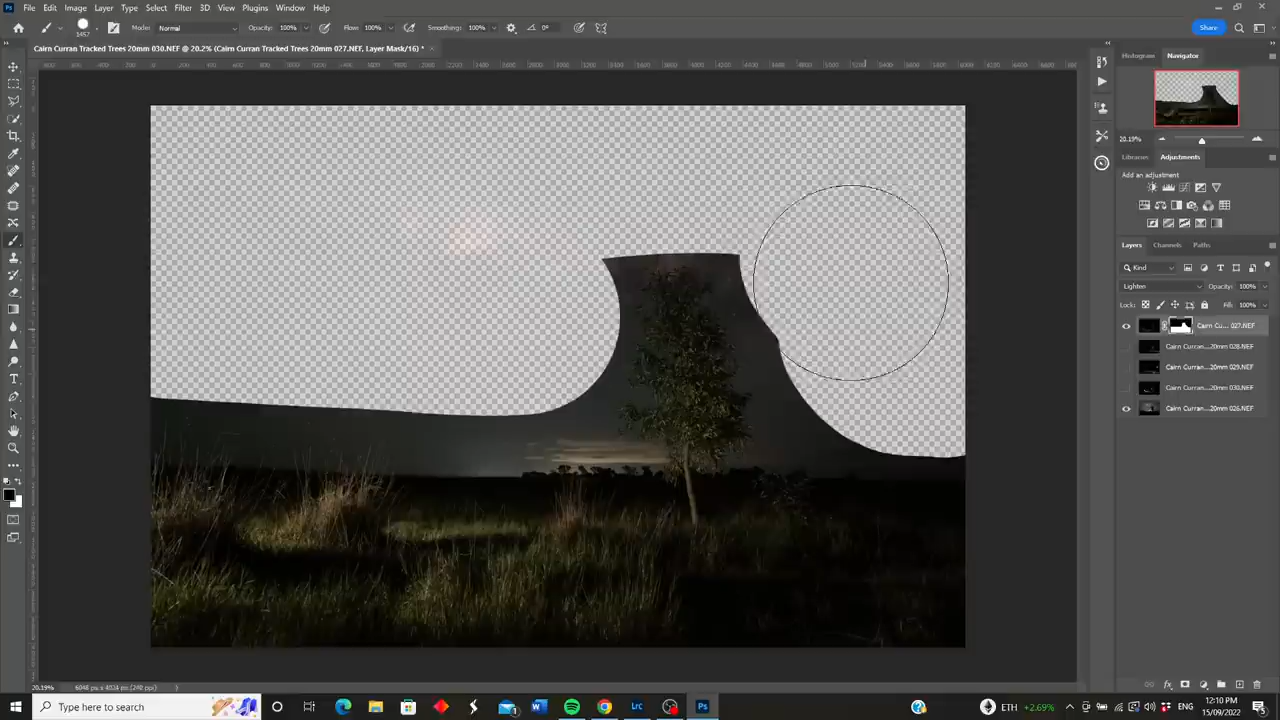 File Edit Image Layer Type Select Filter 3D View Plugins Window Help
Mode: Normal Opacity: 100% Flow: 100% Smoothing: 100% 0° Share
Cairn Curran Tracked Trees 20mm 030.NEF @ 20.2% (Cairn Curran Tracked Trees 20mm 027.NEF, Layer Mask/16) *
Histogram Navigator
20.19%
Libraries Adjustments
Add an adjustment
Layers Channels Paths
Kind
Lighten Opacity: 100%
Lock: Fill: 100%
Cairn Cu... 027.NEF
Cairn Curran...20mm 028.NEF
Cairn Curran...20mm 029.NEF
Cairn Curran...20mm 030.NEF
Cairn Curran...20mm 026.NEF
20.19% 6048 px x 4024 px (240 ppi)
Type here to search
ETH +2.69%
ENG
12:10 PM
15/09/2022